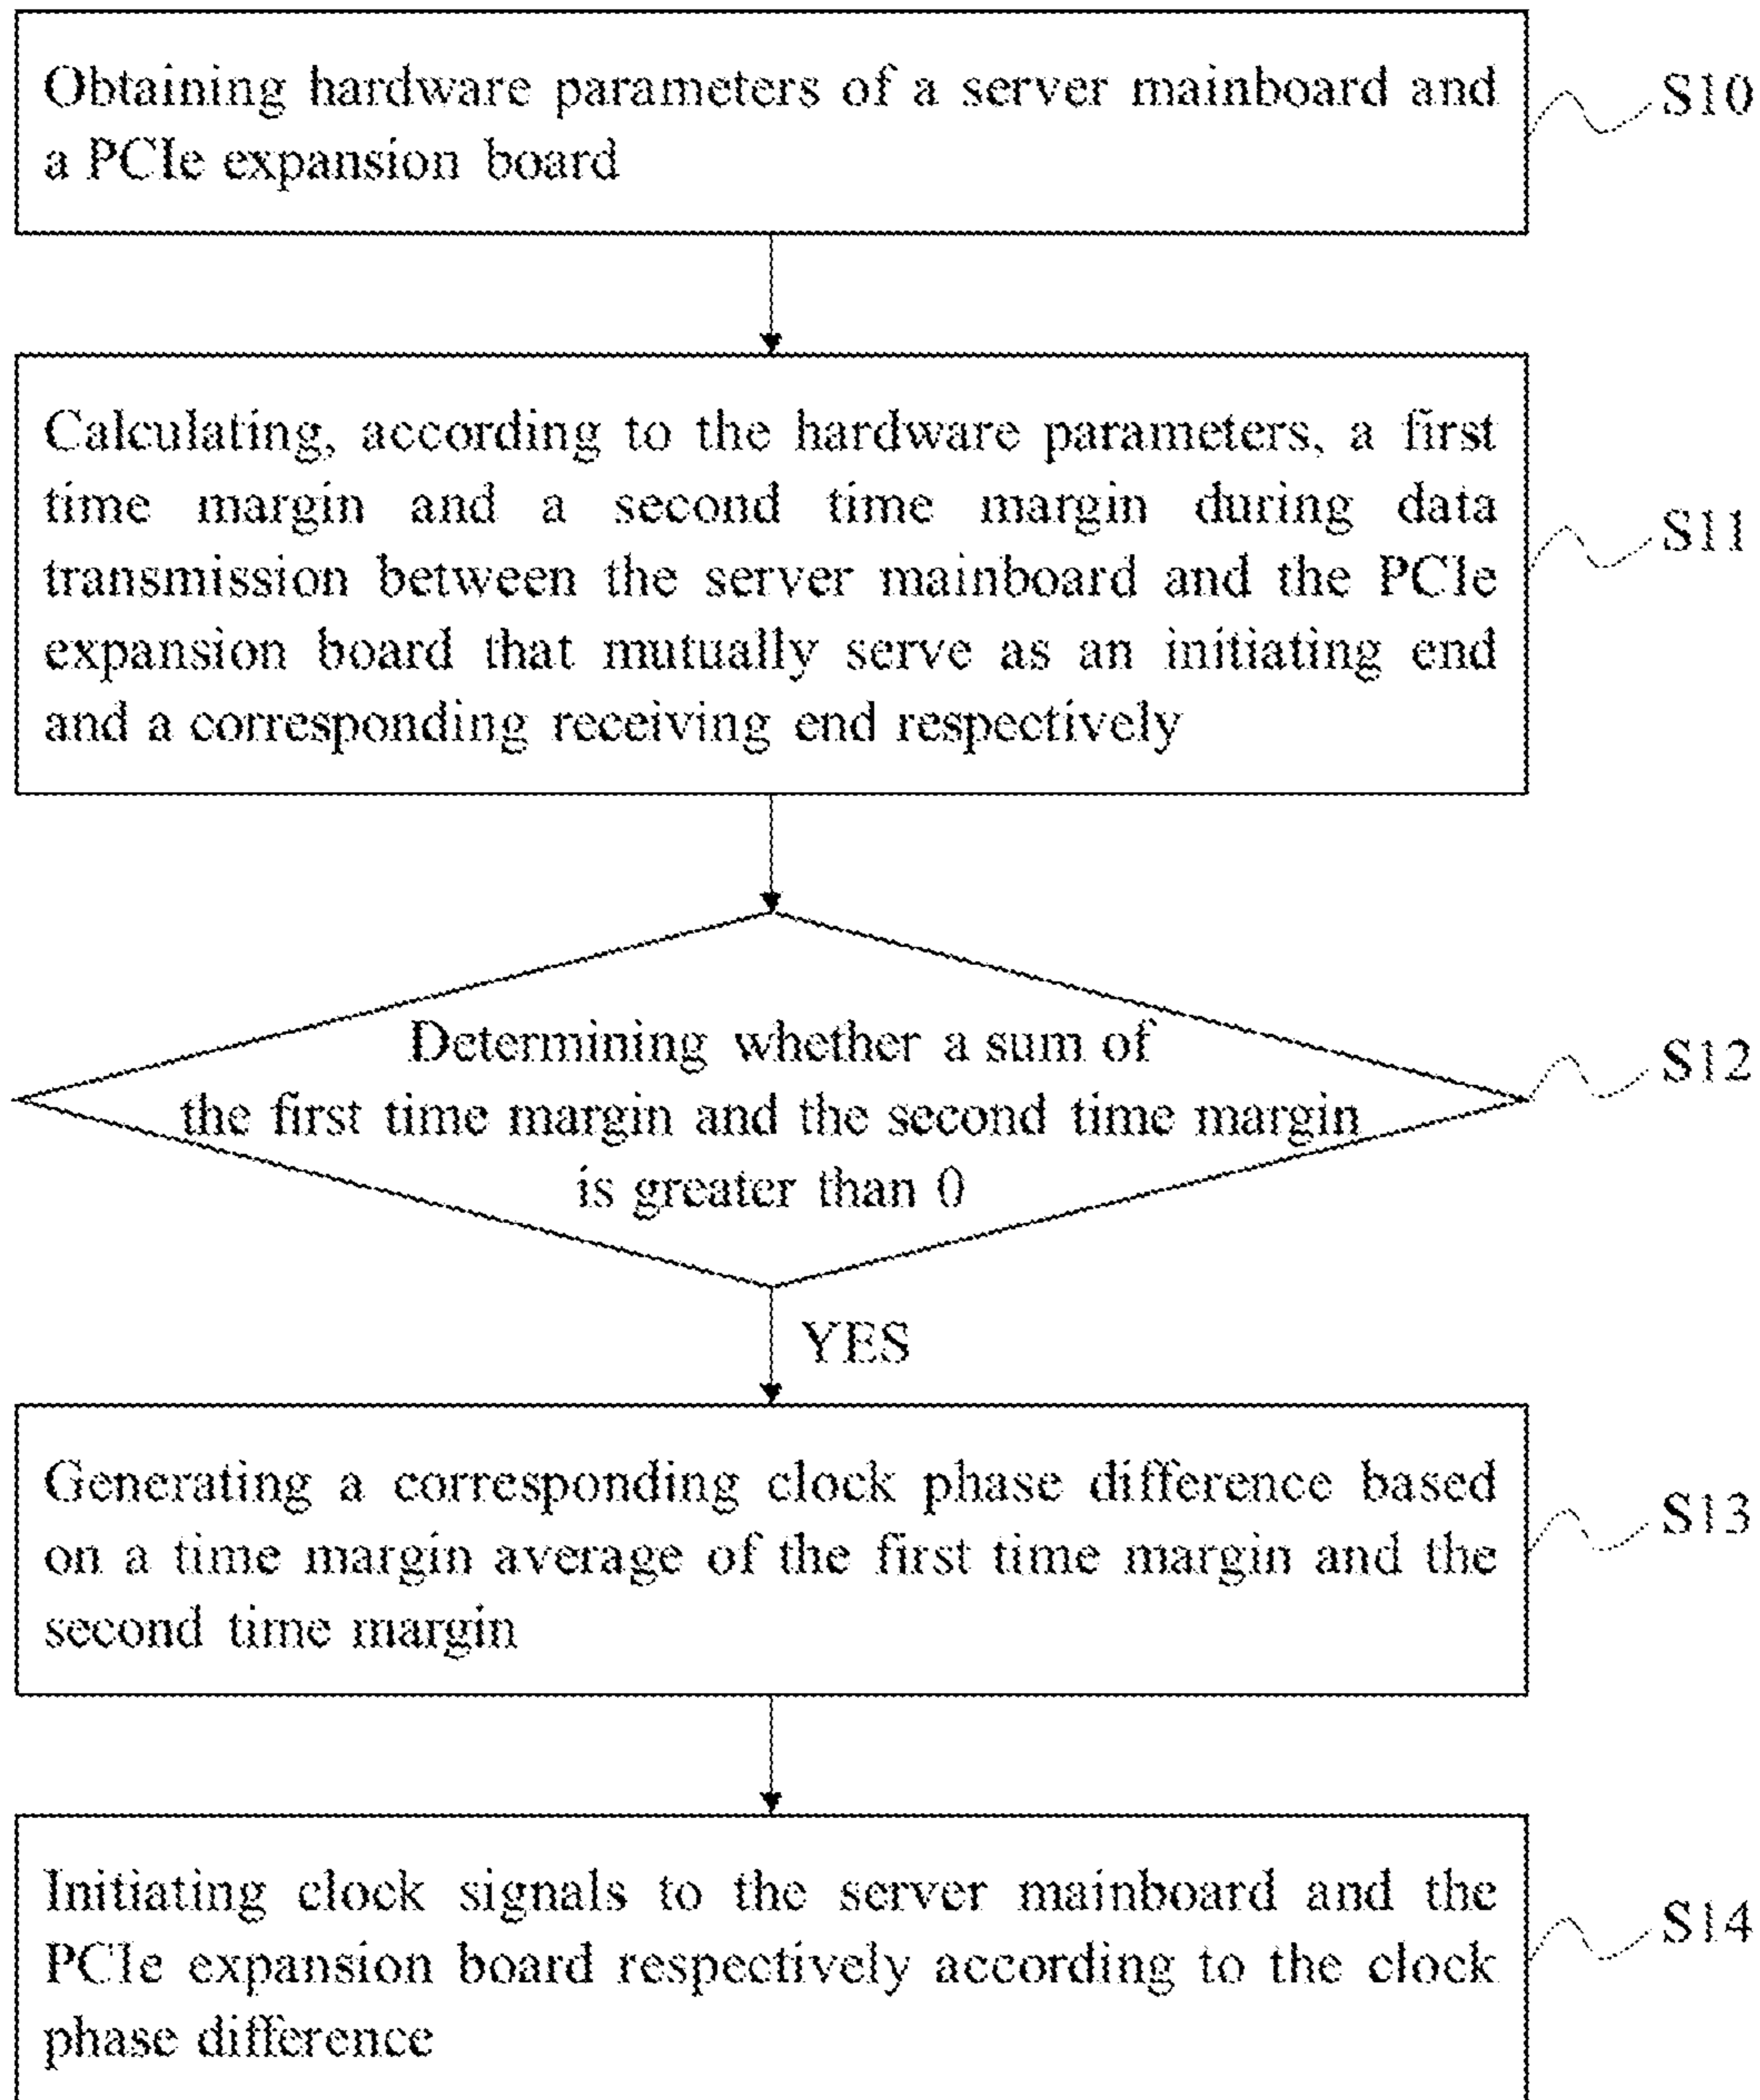 Obtaining hardware parameters of a server mainboard and
a PCIe expansion board
S10
Calculating, according to the hardware parameters, a first
time margin and a second time margin during data
transmission between the server mainboard and the PCIe
expansion board that mutually serve as an initiating end
and a corresponding receiving end respectively
S11
Determining whether a sum of
the first time margin and the second time margin
is greater than 0
S12
YES
Generating a corresponding clock phase difference based
on a time margin average of the first time margin and the
second time margin
S13
Initiating clock signals to the server mainboard and the
PCIe expansion board respectively according to the clock
phase difference
S14